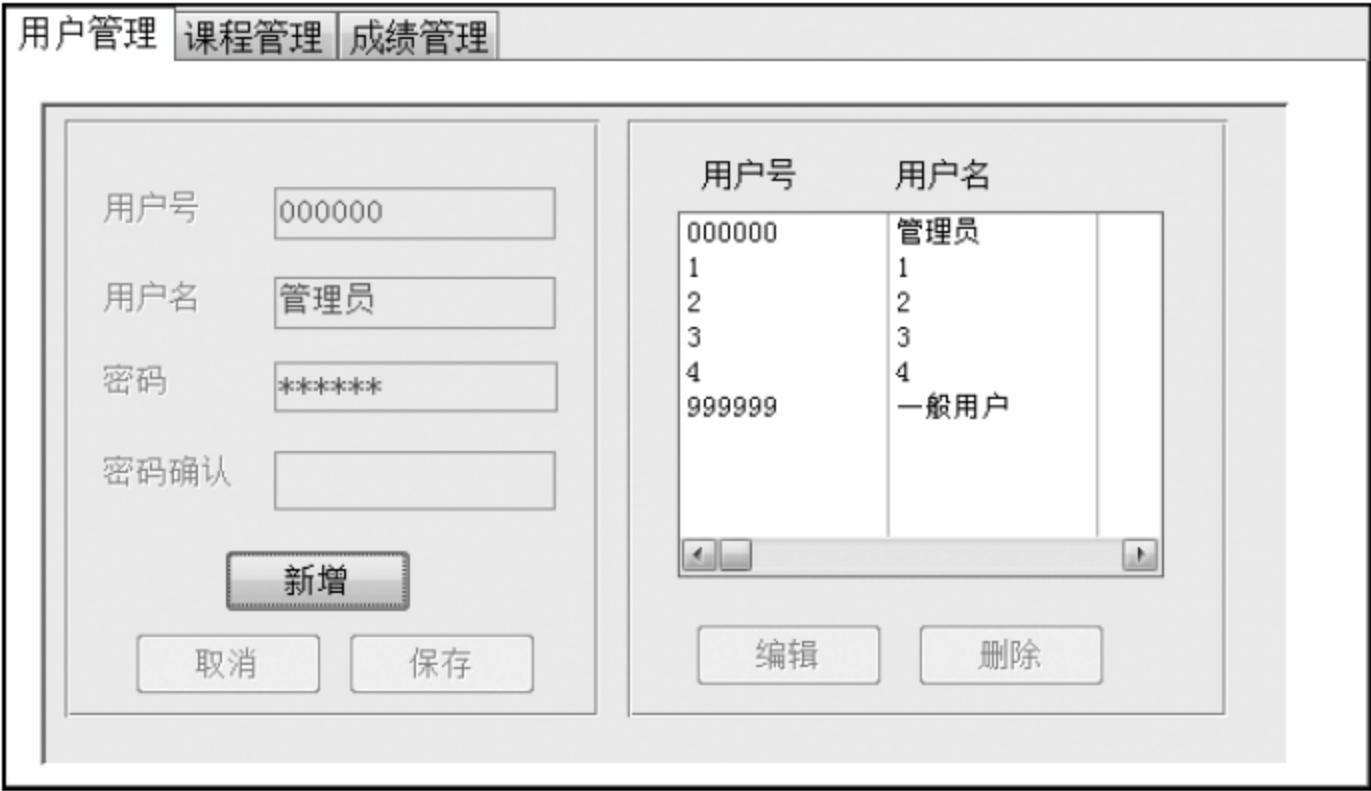 用户管理 课程管理 成绩管理
用户号 000000
用户名 管理员
密码 ******
密码确认
新增
取消 保存
用户号 用户名
000000 管理员
1 1
2 2
3 3
4 4
999999 一般用户
编辑 删除